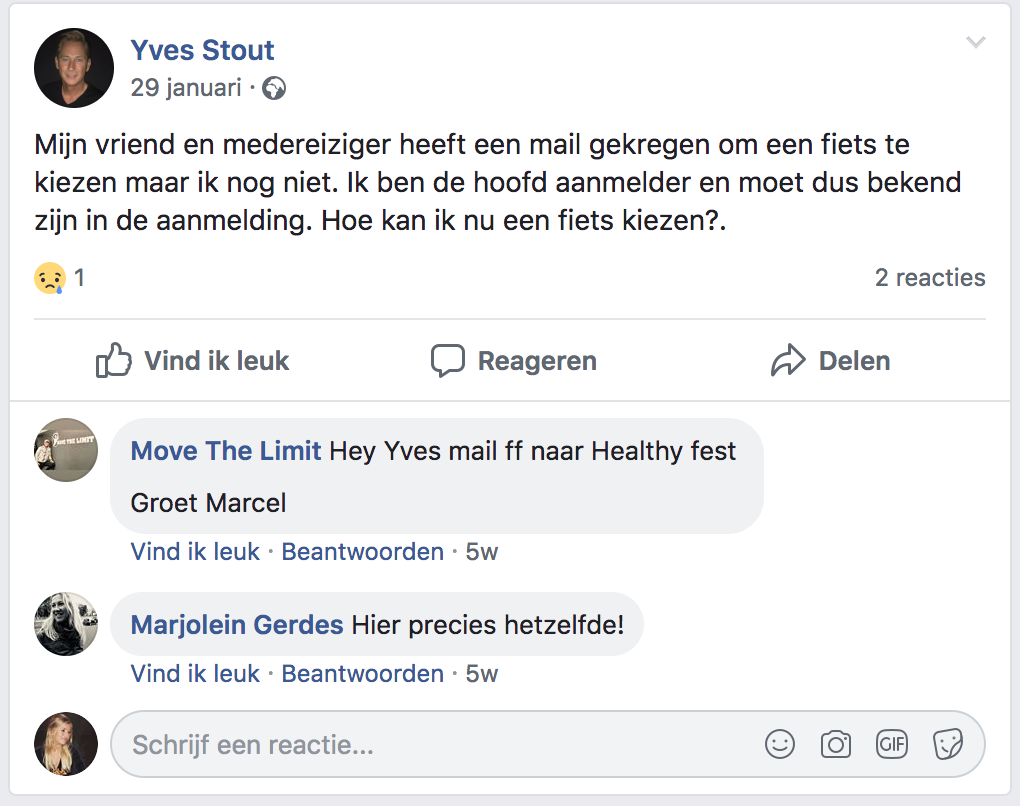 Yves Stout
29 januari ·
Mijn vriend en medereiziger heeft een mail gekregen om een fiets te
kiezen maar ik nog niet. Ik ben de hoofd aanmelder en moet dus bekend
zijn in de aanmelding. Hoe kan ik nu een fiets kiezen?.
1 2 reacties
Vind ik leuk Reageren Delen
Move The Limit Hey Yves mail ff naar Healthy fest
Groet Marcel
Vind ik leuk · Beantwoorden · 5w
Marjolein Gerdes Hier precies hetzelfde!
Vind ik leuk · Beantwoorden · 5w
Schrijf een reactie... GIF